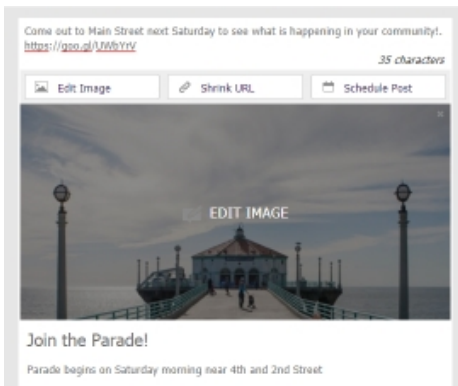 Come out to Main Street next Saturday to see what is happening in your community!.
https://goo.gl/UWbYrV
35 characters
Edit Image
Shrink URL
Schedule Post
EDIT IMAGE
Join the Parade!
Parade begins on Saturday morning near 4th and 2nd Street